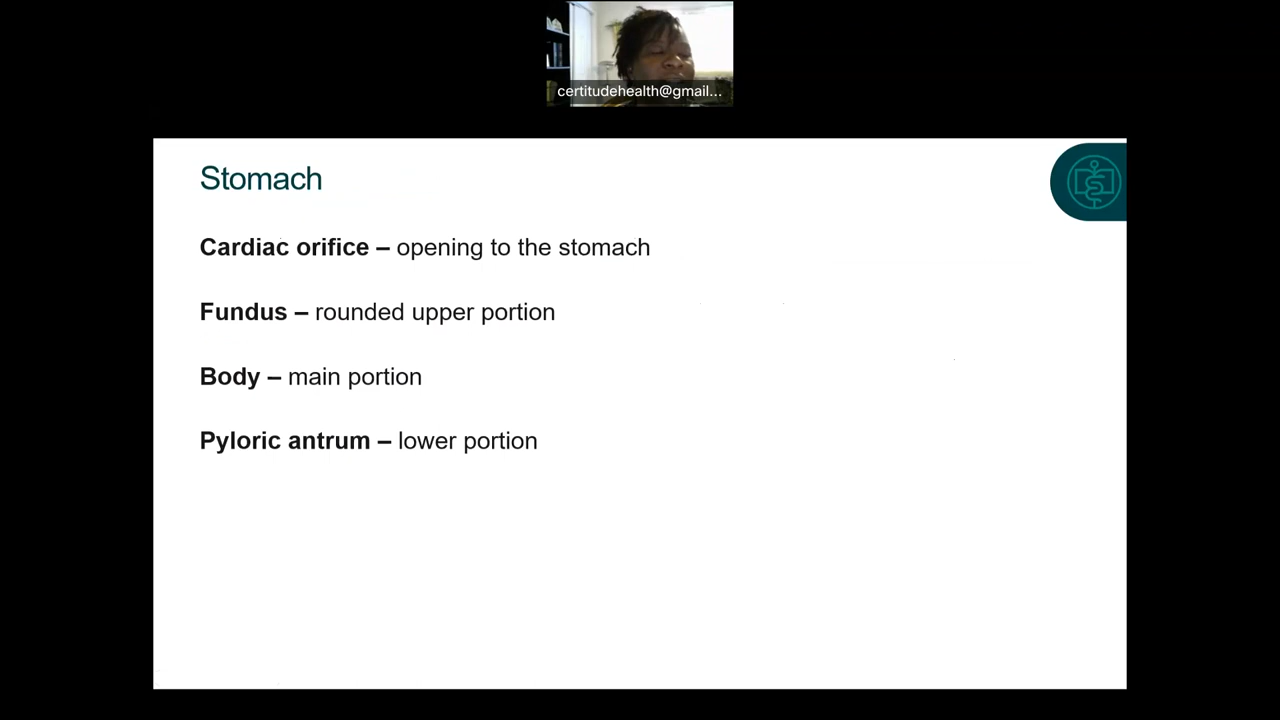 certitudehealth@gmail...
Stomach
Cardiac orifice – opening to the stomach
Fundus – rounded upper portion
Body – main portion
Pyloric antrum – lower portion